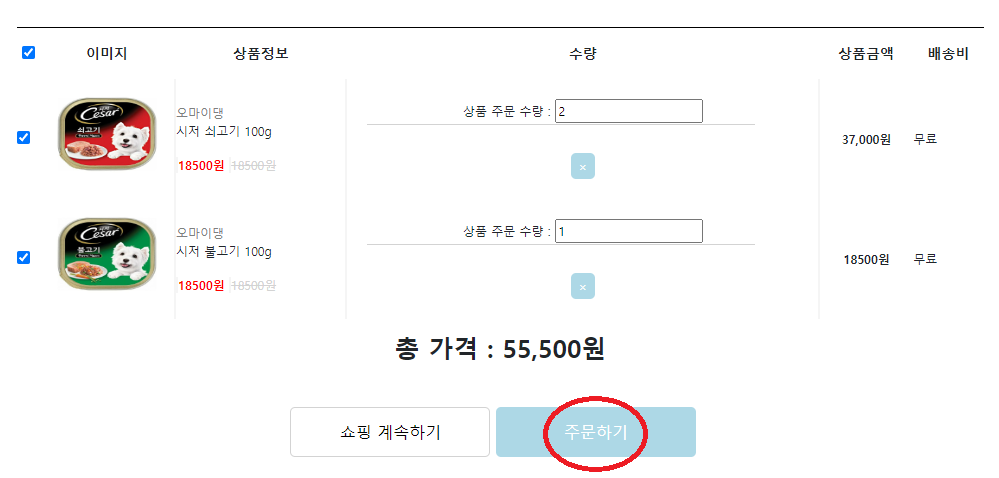 이미지 상품정보 수량 상품금액 배송비
Cesar
쇠고기
오마이댕
시저 쇠고기 100g
18500원 18500원
상품 주문 수량 : 2
×
37,000원 무료
Cesar
불고기
오마이댕
시저 불고기 100g
18500원 18500원
상품 주문 수량 : 1
×
18500원 무료
총 가격 : 55,500원
쇼핑 계속하기 주문하기